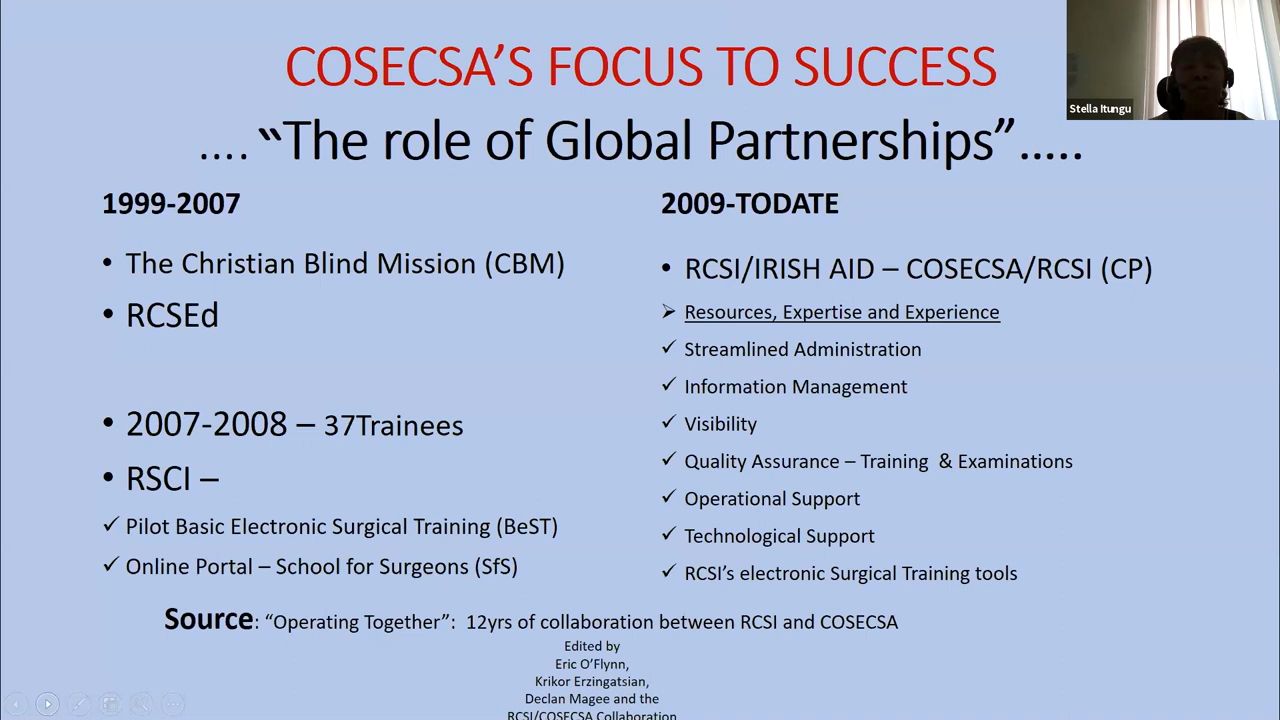 COSECSA'S FOCUS TO SUCCESS
.... “The role of Global Partnerships”.....
Stella Itungu
1999-2007
• The Christian Blind Mission (CBM)
• RCSEd
• 2007-2008 – 37Trainees
• RSCI –
✓ Pilot Basic Electronic Surgical Training (BeST)
✓ Online Portal – School for Surgeons (SfS)
2009-TODATE
• RCSI/IRISH AID – COSECSA/RCSI (CP)
➢ Resources, Expertise and Experience
✓ Streamlined Administration
✓ Information Management
✓ Visibility
✓ Quality Assurance – Training & Examinations
✓ Operational Support
✓ Technological Support
✓ RCSI’s electronic Surgical Training tools
Source: “Operating Together”: 12yrs of collaboration between RCSI and COSECSA
Edited by
Eric O’Flynn,
Krikor Erzingatsian,
Declan Magee and the
RCSI/COSECSA Collaboration